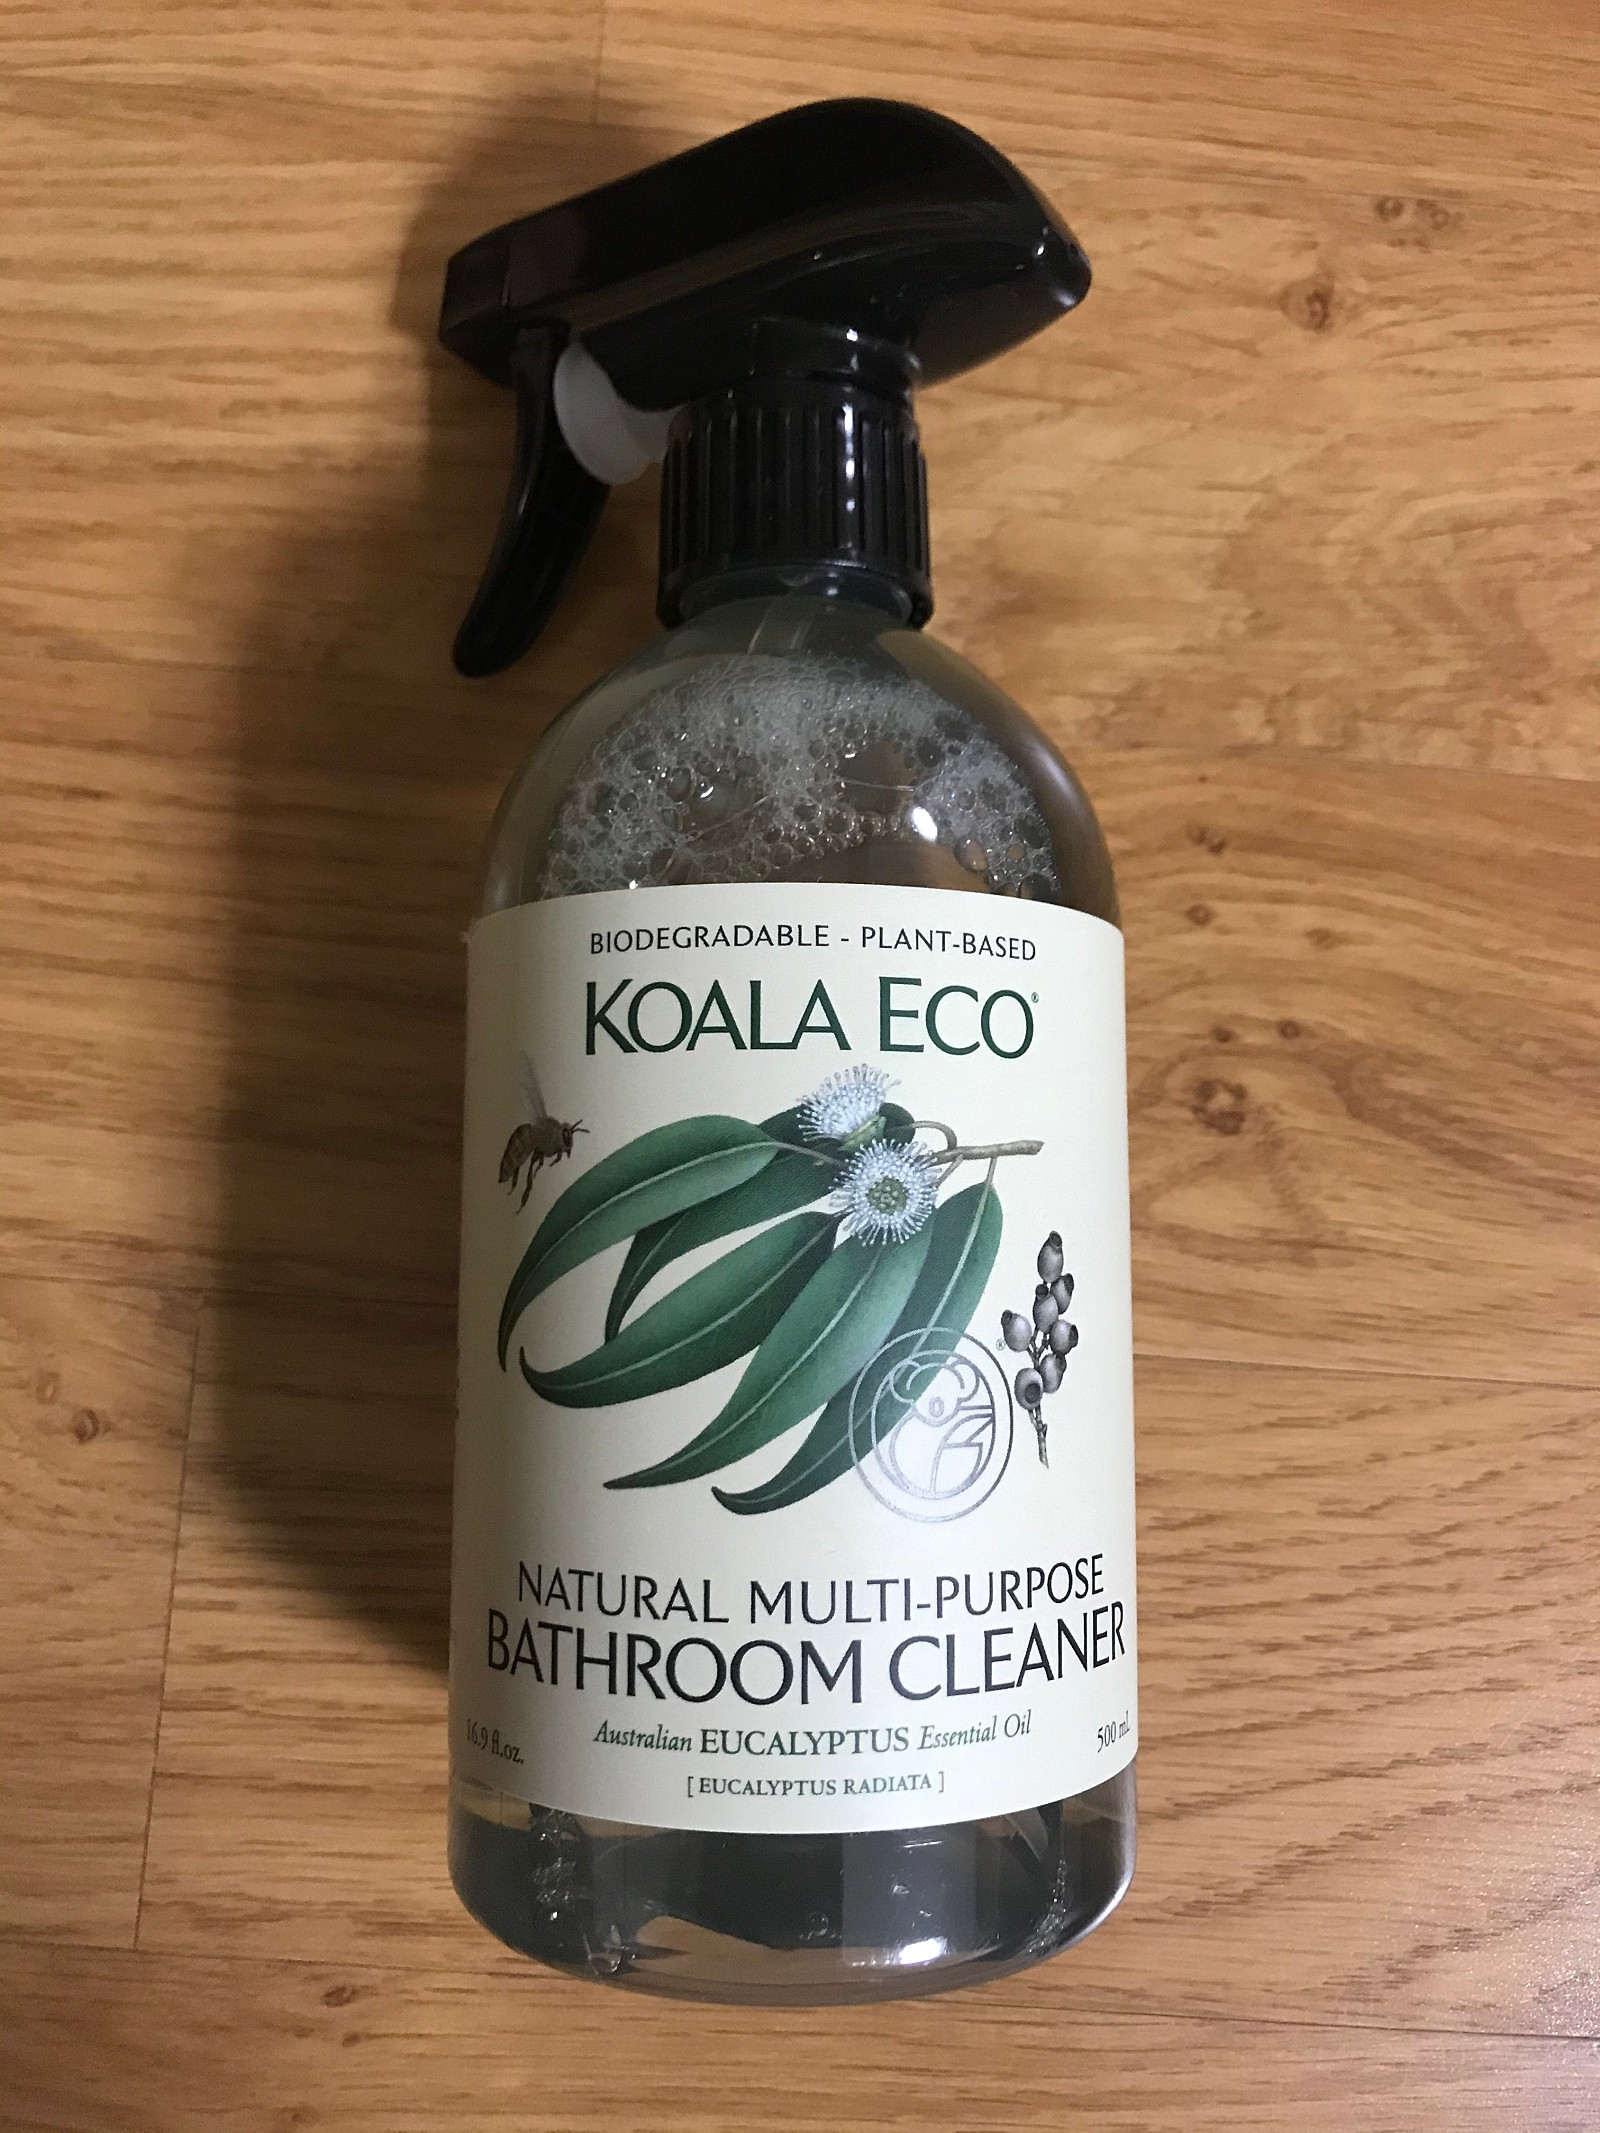 BIODEGRADABLE - PLANT-BASED
KOALA ECO®
®
NATURAL MULTI-PURPOSE
BATHROOM CLEANER
Australian EUCALYPTUS Essential Oil
[ EUCALYPTUS RADIATA ]
16.9 fl.oz.
500 mL